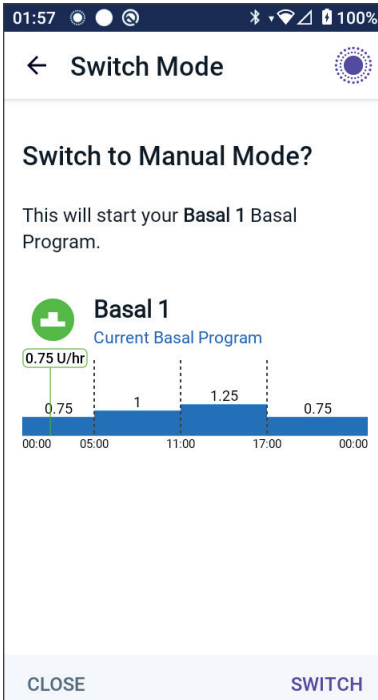 01:57 100%
Switch Mode
Switch to Manual Mode?
This will start your Basal 1 Basal
Program.
Basal 1
Current Basal Program
0.75 U/hr
0.75 1 1.25 0.75
00:00 05:00 11:00 17:00 00:00
CLOSE SWITCH